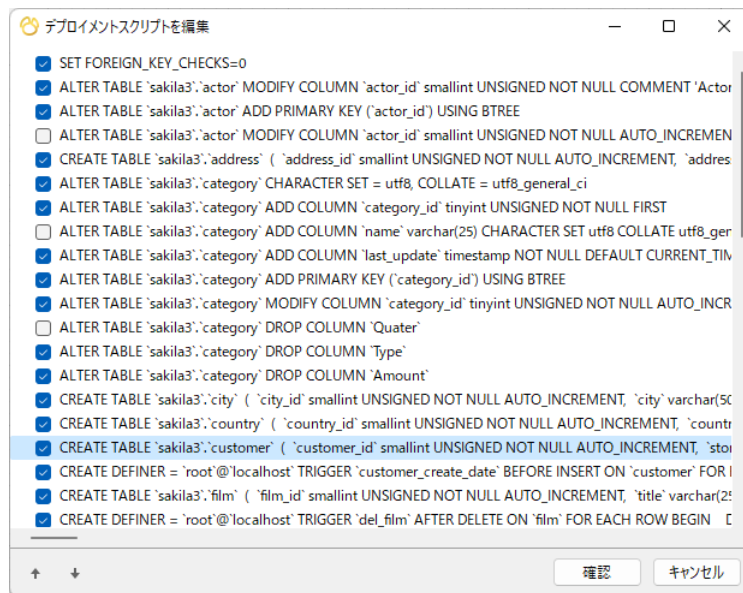 デプロイメントスクリプトを編集
SET FOREIGN_KEY_CHECKS=0
ALTER TABLE `sakila3`.`actor` MODIFY COLUMN `actor_id` smallint UNSIGNED NOT NULL COMMENT 'Actor
ALTER TABLE `sakila3`.`actor` ADD PRIMARY KEY (`actor_id`) USING BTREE
ALTER TABLE `sakila3`.`actor` MODIFY COLUMN `actor_id` smallint UNSIGNED NOT NULL AUTO_INCREMEN
CREATE TABLE `sakila3`.`address` ( `address_id` smallint UNSIGNED NOT NULL AUTO_INCREMENT, `addres
ALTER TABLE `sakila3`.`category` CHARACTER SET = utf8, COLLATE = utf8_general_ci
ALTER TABLE `sakila3`.`category` ADD COLUMN `category_id` tinyint UNSIGNED NOT NULL FIRST
ALTER TABLE `sakila3`.`category` ADD COLUMN `name` varchar(25) CHARACTER SET utf8 COLLATE utf8_ger
ALTER TABLE `sakila3`.`category` ADD COLUMN `last_update` timestamp NOT NULL DEFAULT CURRENT_TIM
ALTER TABLE `sakila3`.`category` ADD PRIMARY KEY (`category_id`) USING BTREE
ALTER TABLE `sakila3`.`category` MODIFY COLUMN `category_id` tinyint UNSIGNED NOT NULL AUTO_INCR
ALTER TABLE `sakila3`.`category` DROP COLUMN `Quater`
ALTER TABLE `sakila3`.`category` DROP COLUMN `Type`
ALTER TABLE `sakila3`.`category` DROP COLUMN `Amount`
CREATE TABLE `sakila3`.`city` ( `city_id` smallint UNSIGNED NOT NULL AUTO_INCREMENT, `city` varchar(50
CREATE TABLE `sakila3`.`country` ( `country_id` smallint UNSIGNED NOT NULL AUTO_INCREMENT, `countr
CREATE TABLE `sakila3`.`customer` ( `customer_id` smallint UNSIGNED NOT NULL AUTO_INCREMENT, `stor
CREATE DEFINER = `root`@`localhost` TRIGGER `customer_create_date` BEFORE INSERT ON `customer` FOR
CREATE TABLE `sakila3`.`film` ( `film_id` smallint UNSIGNED NOT NULL AUTO_INCREMENT, `title` varchar(25
CREATE DEFINER = `root`@`localhost` TRIGGER `del_film` AFTER DELETE ON `film` FOR EACH ROW BEGIN
確認 キャンセル